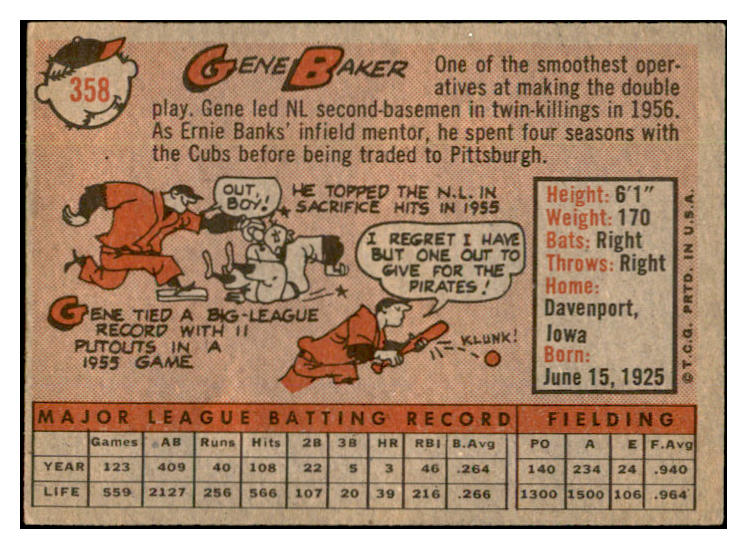 358
GENE BAKER
One of the smoothest oper-
atives at making the double
play. Gene led NL second-basemen in twin-killings in 1956.
As Ernie Banks' infield mentor, he spent four seasons with
the Cubs before being traded to Pittsburgh.
OUT,
BOY!
HE TOPPED THE N.L. IN
SACRIFICE HITS IN 1955
I REGRET I HAVE
BUT ONE OUT TO
GIVE FOR THE
PIRATES!
GENE TIED A BIG-LEAGUE
RECORD WITH 11
PUTOUTS IN A
1955 GAME
KLUNK!
Height: 6'1"
Weight: 170
Bats: Right
Throws: Right
Home:
Davenport,
Iowa
Born:
June 15, 1925
© T.C.G. PRTD. IN U.S.A.
MAJOR LEAGUE BATTING RECORD FIELDING
Games AB Runs Hits 2B 3B HR RBI B.Avg PO A E F.Avg
YEAR 123 409 40 108 22 5 3 46 .264 140 234 24 .940
LIFE 559 2127 256 566 107 20 39 216 .266 1300 1500 106 .964